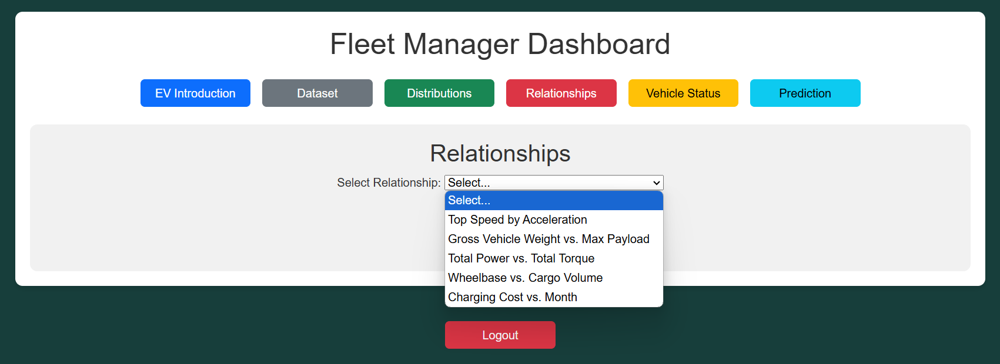 Fleet Manager Dashboard
EV Introduction
Dataset
Distributions
Relationships
Vehicle Status
Prediction
Relationships
Select Relationship: Select...
Select...
Top Speed by Acceleration
Gross Vehicle Weight vs. Max Payload
Total Power vs. Total Torque
Wheelbase vs. Cargo Volume
Charging Cost vs. Month
Logout